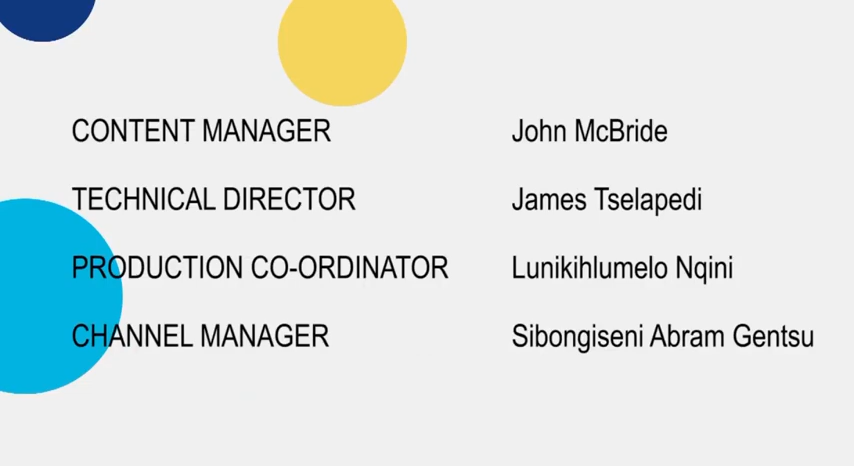 CONTENT MANAGER John McBride
TECHNICAL DIRECTOR James Tselapedi
PRODUCTION CO-ORDINATOR Lunikihlumelo Nqini
CHANNEL MANAGER Sibongiseni Abram Gentsu